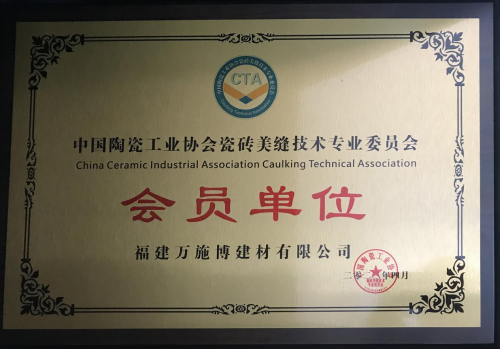 CTA
中国陶瓷工业协会瓷砖美缝技术专业委员会
China Ceramic Industrial Association Caulking Technical Association
会员单位
福建万施博建材有限公司
年四月